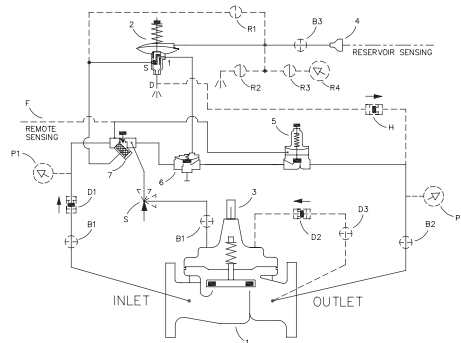 R1
B3
4
2
RESERVOIR SENSING
S
1
D
R2
R3
R4
F
REMOTE
SENSING
H
5
P1
7
6
D1
S
3
B1
B1
D2
D3
B2
P
INLET
OUTLET
1